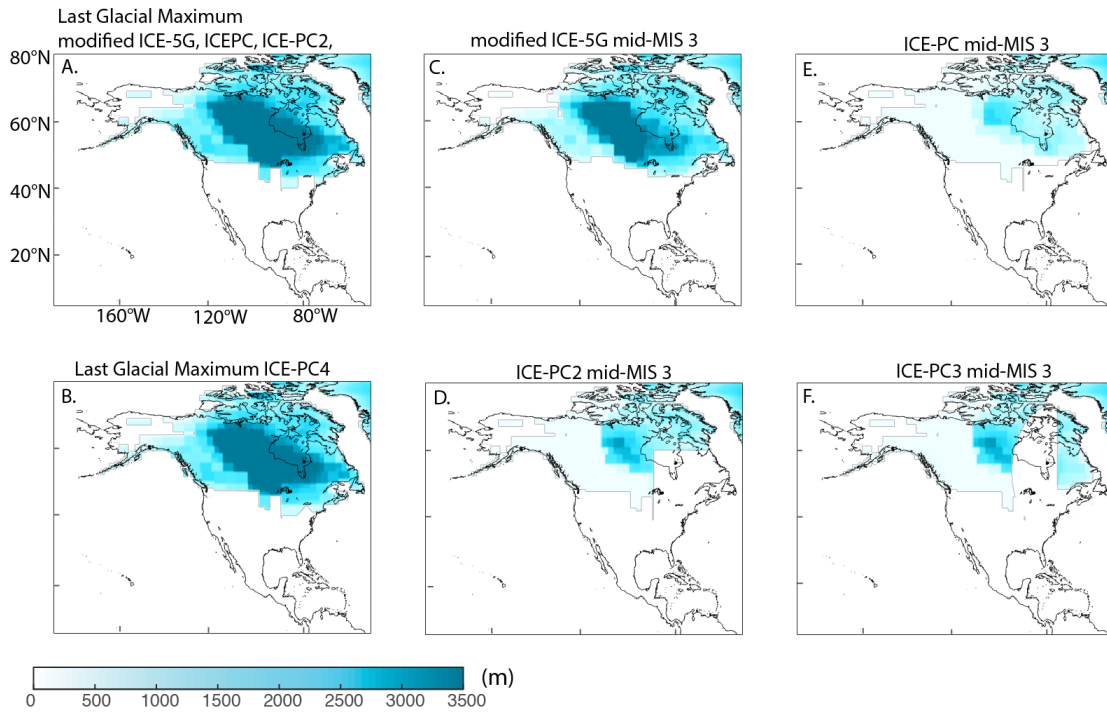 Last Glacial Maximum
modified ICE-5G, ICEPC, ICE-PC2,
A.
80°N
60°N
40°N
20°N
160°W 120°W 80°W
modified ICE-5G mid-MIS 3
C.
ICE-PC mid-MIS 3
E.
Last Glacial Maximum ICE-PC4
B.
ICE-PC2 mid-MIS 3
D.
ICE-PC3 mid-MIS 3
F.
0 500 1000 1500 2000 2500 3000 3500 (m)